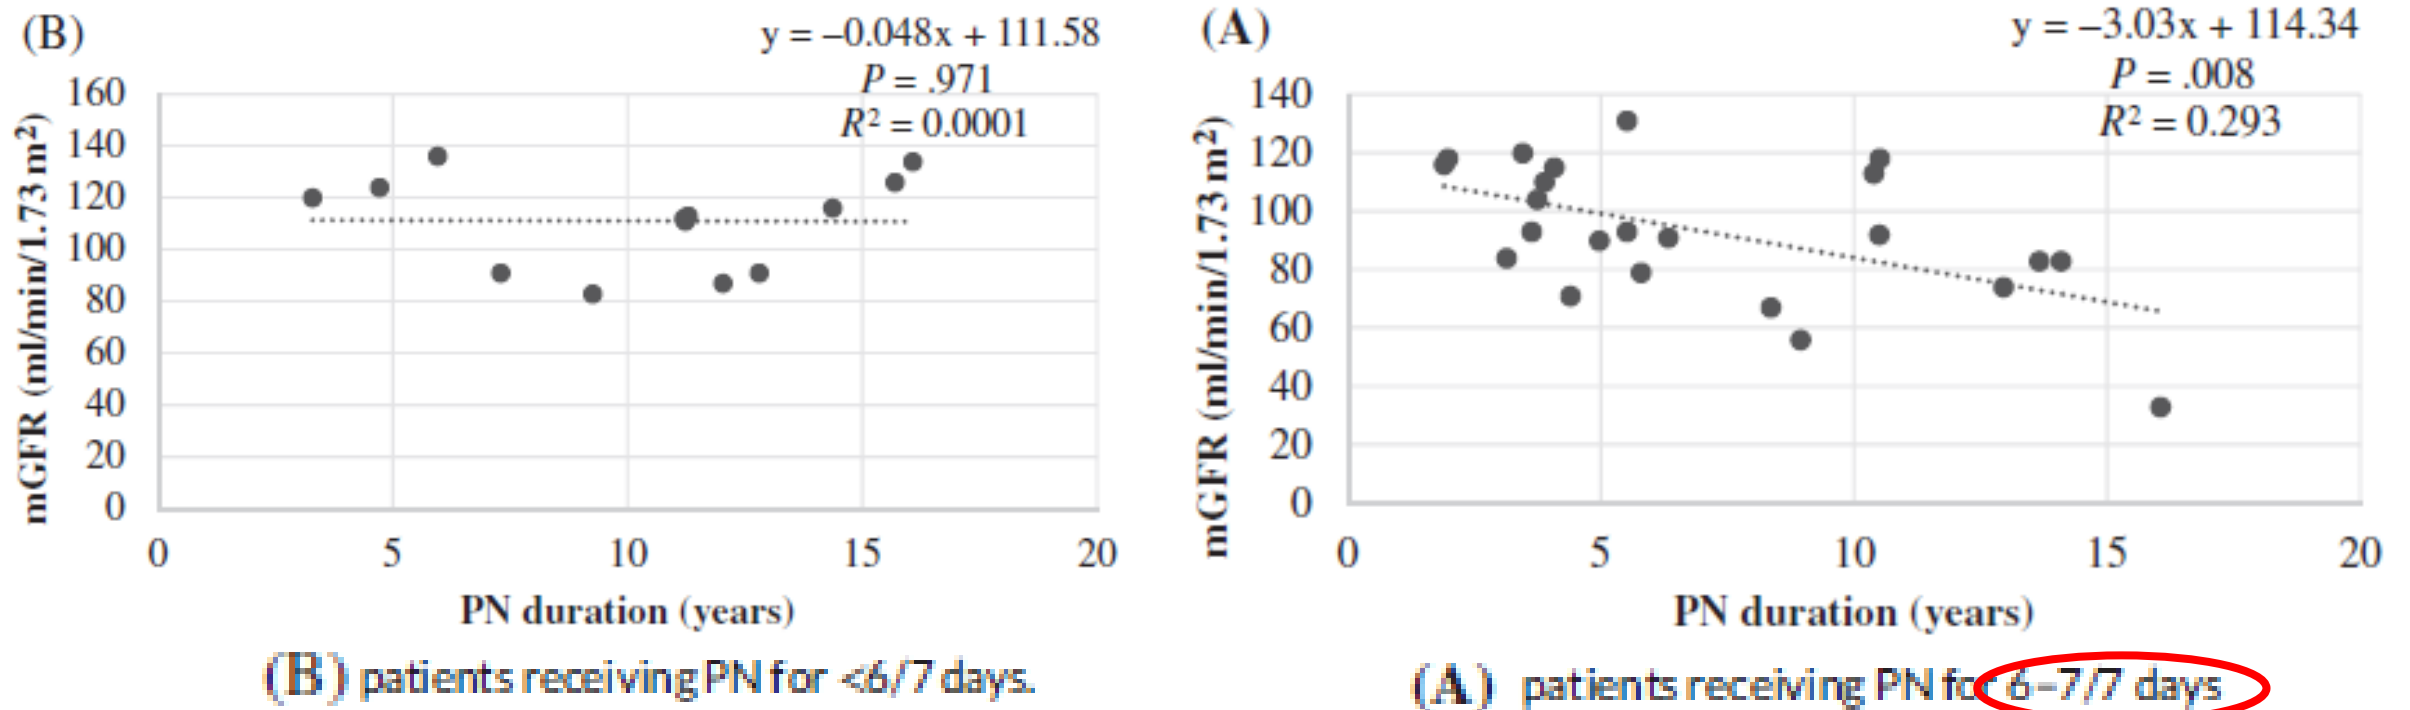 (B)
y = –0.048x + 111.58
P = .971
R² = 0.0001
mGFR (ml/min/1.73 m²)
160
140
120
100
80
60
40
20
0
0 5 10 15 20
PN duration (years)
(B) patients receiving PN for <6/7 days.
(A)
y = –3.03x + 114.34
P = .008
R² = 0.293
mGFR (ml/min/1.73 m²)
140
120
100
80
60
40
20
0
0 5 10 15 20
PN duration (years)
(A) patients receiving PN for 6–7/7 days